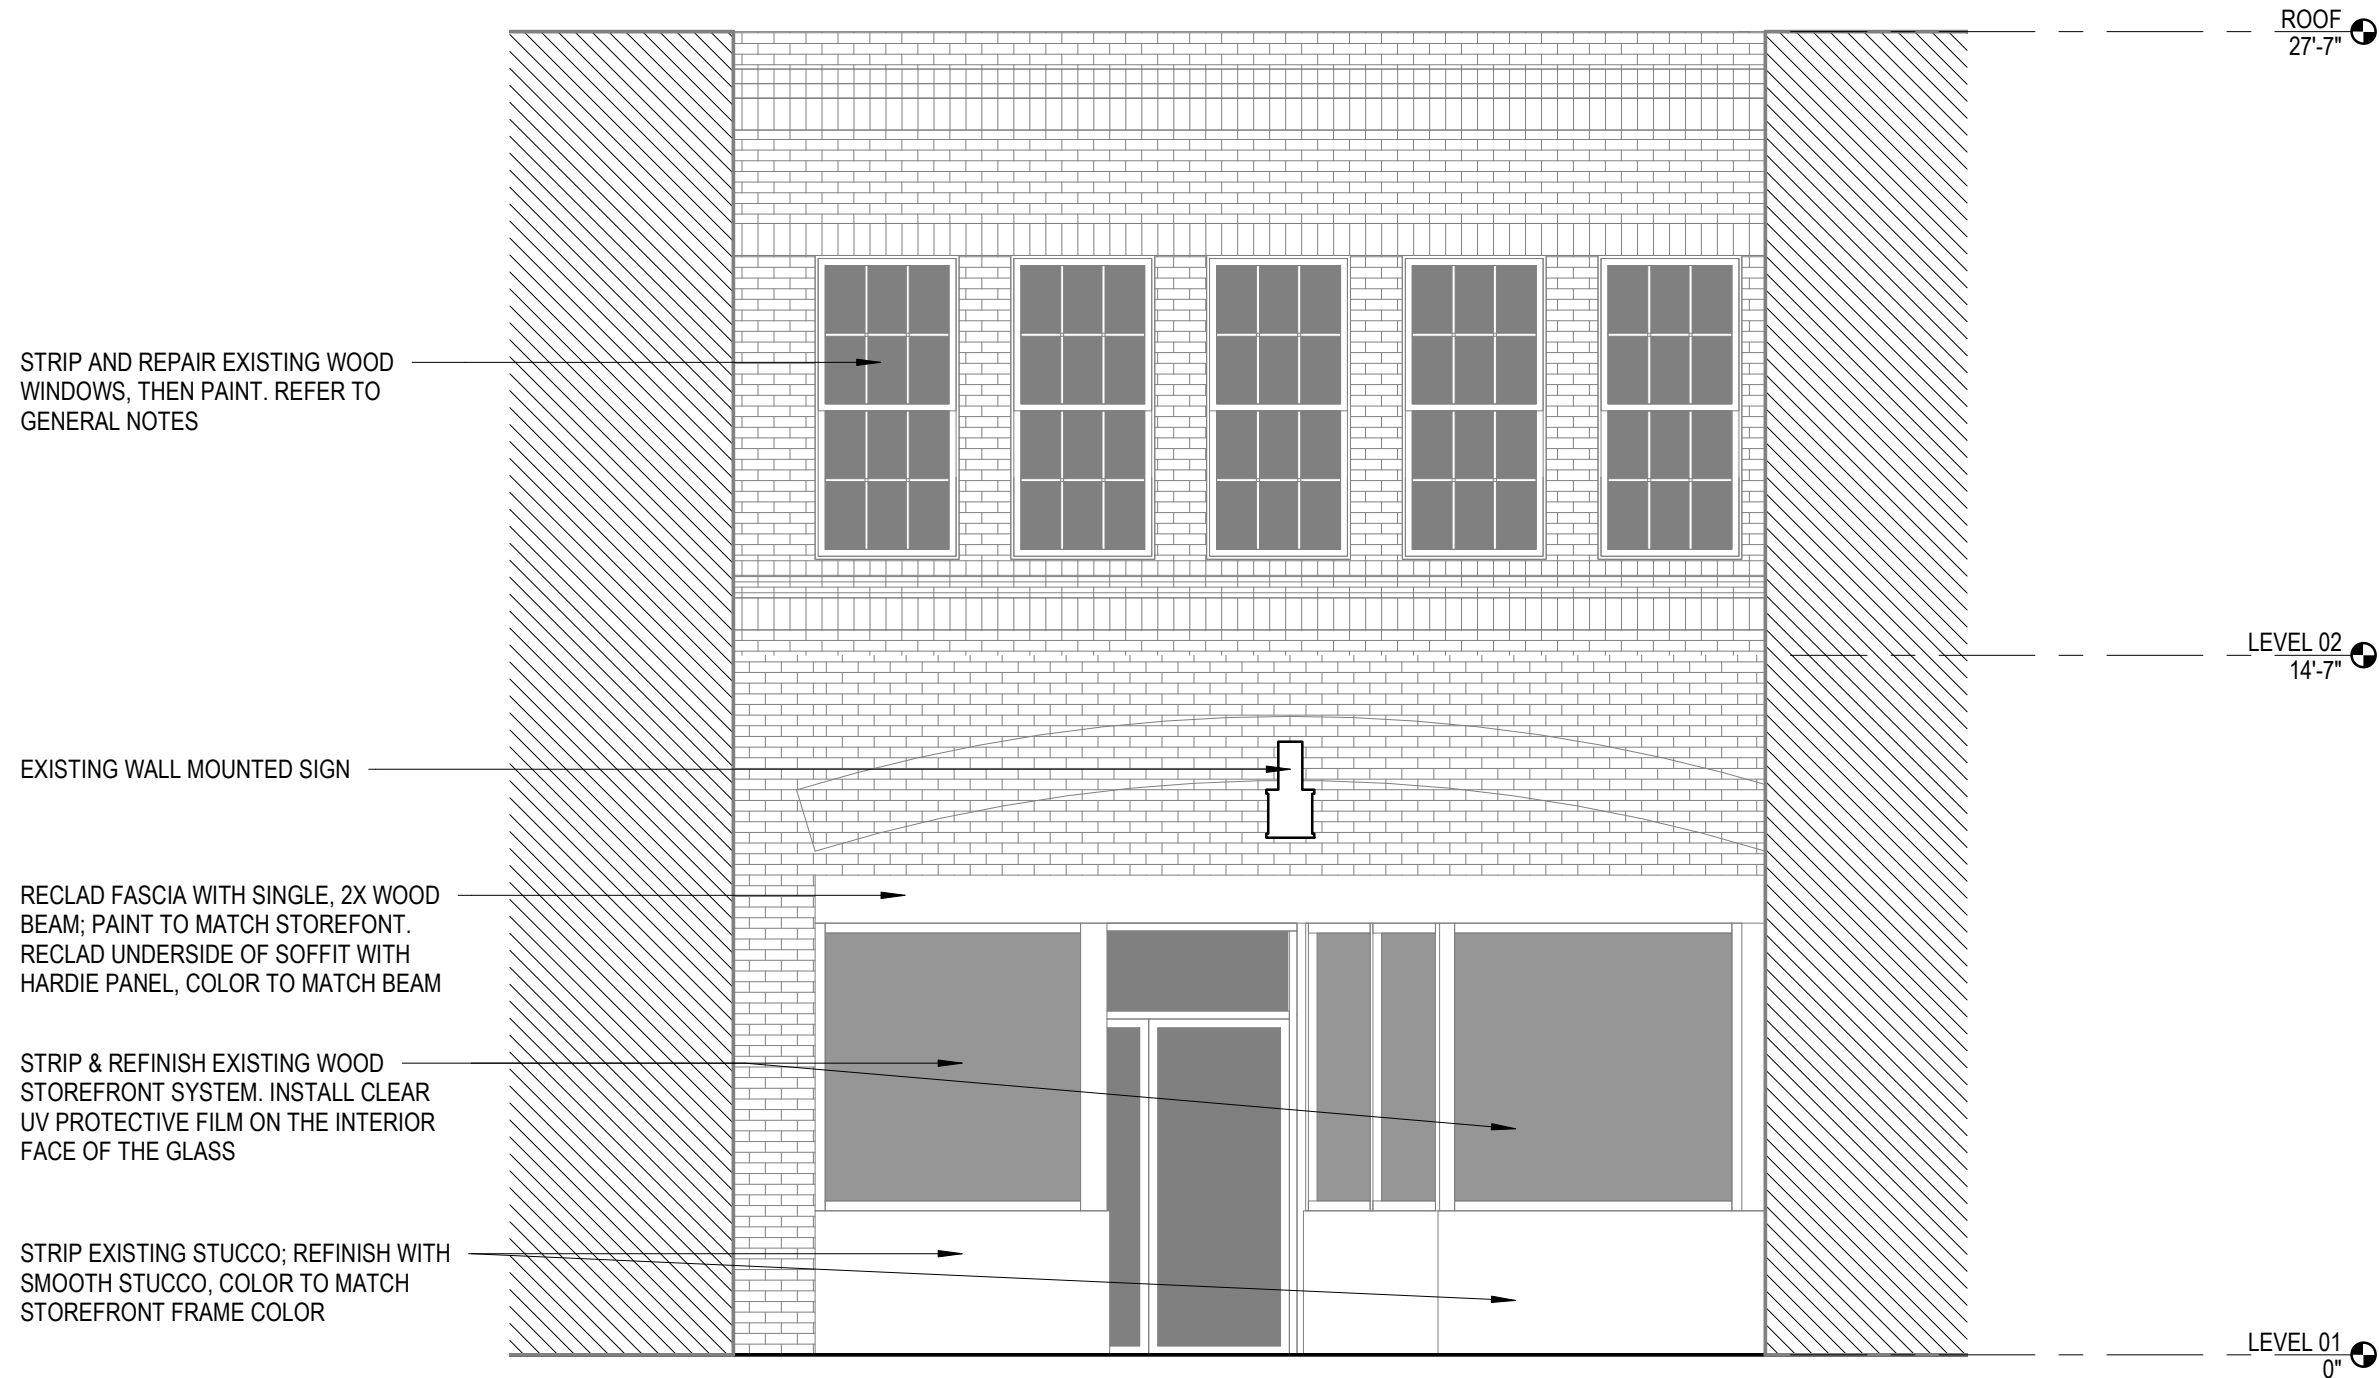 ROOF
27'-7"
STRIP AND REPAIR EXISTING WOOD
WINDOWS, THEN PAINT. REFER TO
GENERAL NOTES
LEVEL 02
14'-7"
EXISTING WALL MOUNTED SIGN
RECLAD FASCIA WITH SINGLE, 2X WOOD
BEAM; PAINT TO MATCH STOREFONT.
RECLAD UNDERSIDE OF SOFFIT WITH
HARDIE PANEL, COLOR TO MATCH BEAM
STRIP & REFINISH EXISTING WOOD
STOREFRONT SYSTEM. INSTALL CLEAR
UV PROTECTIVE FILM ON THE INTERIOR
FACE OF THE GLASS
STRIP EXISTING STUCCO; REFINISH WITH
SMOOTH STUCCO, COLOR TO MATCH
STOREFRONT FRAME COLOR
LEVEL 01
0"